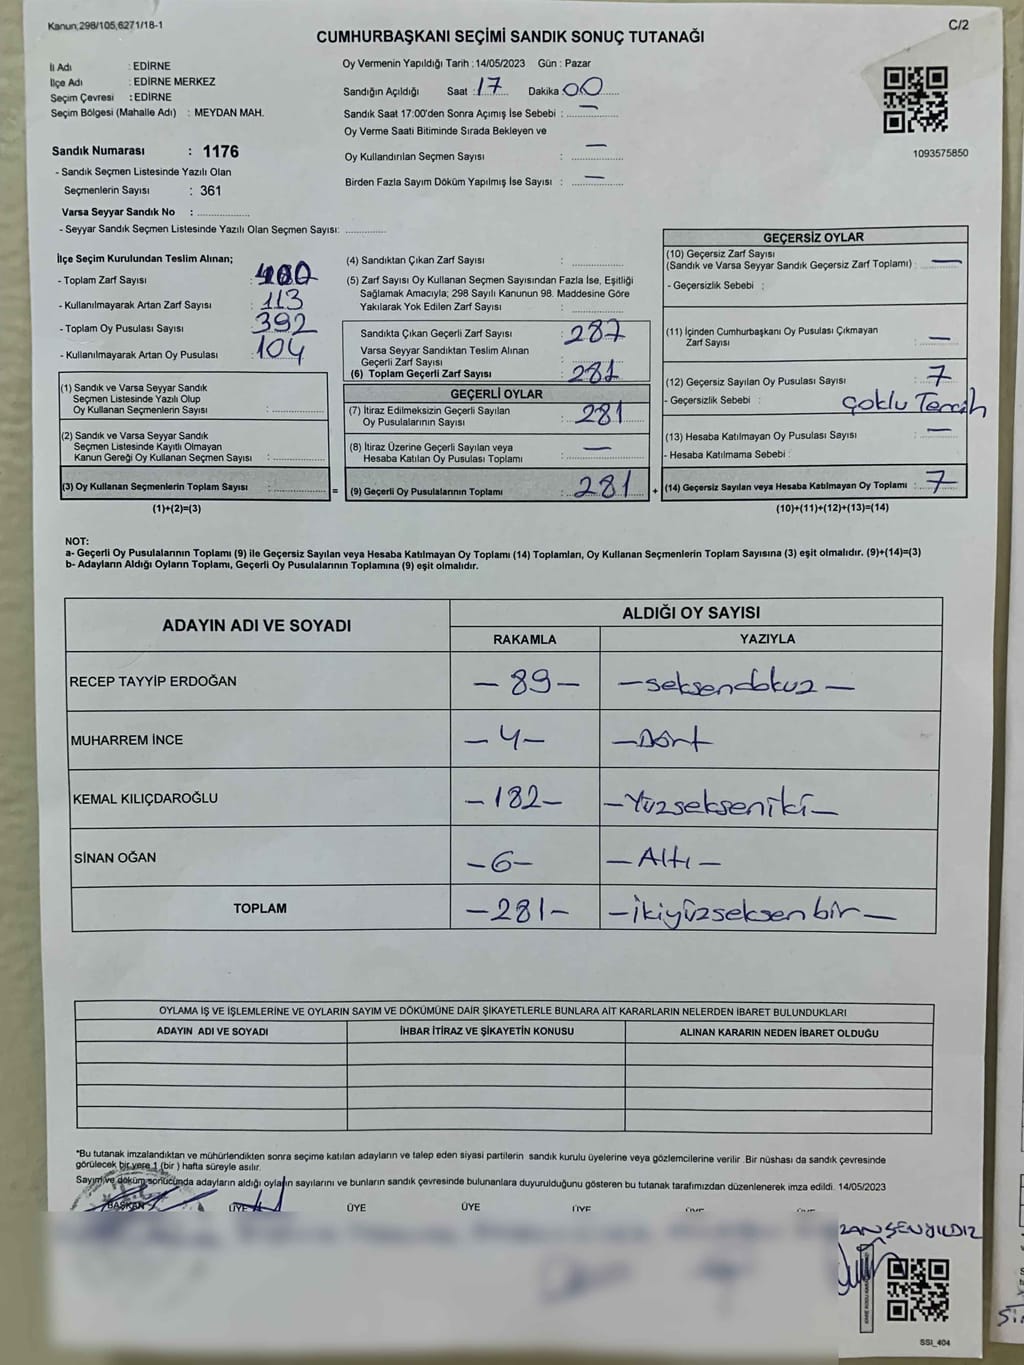 Kanun;298/105,6271/18-1
C/2
CUMHURBAŞKANI SEÇİMİ SANDIK SONUÇ TUTANAĞI
İl Adı : EDİRNE
İlçe Adı : EDİRNE MERKEZ
Seçim Çevresi : EDİRNE
Seçim Bölgesi (Mahalle Adı) : MEYDAN MAH.
Sandık Numarası : 1176
- Sandık Seçmen Listesinde Yazılı Olan
Seçmenlerin Sayısı : 361
Varsa Seyyar Sandık No : ................
- Seyyar Sandık Seçmen Listesinde Yazılı Olan Seçmen Sayısı: ............
Oy Vermenin Yapıldığı Tarih : 14/05/2023 Gün : Pazar
Sandığın Açıldığı Saat : 17 Dakika 00
Sandık Saat 17:00'den Sonra Açımış İse Sebebi : —
Oy Verme Saati Bitiminde Sırada Bekleyen ve
Oy Kullandırılan Seçmen Sayısı : —
Birden Fazla Sayım Döküm Yapılmış İse Sayısı : —
1093575850
İlçe Seçim Kurulundan Teslim Alınan;
- Toplam Zarf Sayısı : 400
- Kullanılmayarak Artan Zarf Sayısı : 113
- Toplam Oy Pusulası Sayısı : 392
- Kullanılmayarak Artan Oy Pusulası : 104
(1) Sandık ve Varsa Seyyar Sandık
Seçmen Listesinde Yazılı Olup
Oy Kullanan Seçmenlerin Sayısı : ................
(2) Sandık ve Varsa Seyyar Sandık
Seçmen Listesinde Kayıtlı Olmayan
Kanun Gereği Oy Kullanan Seçmen Sayısı : ................
(3) Oy Kullanan Seçmenlerin Toplam Sayısı : ................ =
(1)+(2)=(3)
(4) Sandıktan Çıkan Zarf Sayısı : ................
(5) Zarf Sayısı Oy Kullanan Seçmen Sayısından Fazla İse, Eşitliği
Sağlamak Amacıyla; 298 Sayılı Kanunun 98. Maddesine Göre
Yakılarak Yok Edilen Zarf Sayısı : ................
Sandıkta Çıkan Geçerli Zarf Sayısı : 287
Varsa Seyyar Sandıktan Teslim Alınan
Geçerli Zarf Sayısı :
(6) Toplam Geçerli Zarf Sayısı : 281
GEÇERLİ OYLAR
(7) İtiraz Edilmeksizin Geçerli Sayılan
Oy Pusulalarının Sayısı : 281
(8) İtiraz Üzerine Geçerli Sayılan veya
Hesaba Katılan Oy Pusulası Toplamı : —
(9) Geçerli Oy Pusulalarının Toplamı : 281 +
GEÇERSİZ OYLAR
(10) Geçersiz Zarf Sayısı
(Sandık ve Varsa Seyyar Sandık Geçersiz Zarf Toplamı) : —
- Geçersizlik Sebebi :
(11) İçinden Cumhurbaşkanı Oy Pusulası Çıkmayan
Zarf Sayısı : —
(12) Geçersiz Sayılan Oy Pusulası Sayısı : 7
- Geçersizlik Sebebi : Çoklu Tercih
(13) Hesaba Katılmayan Oy Pusulası Sayısı : —
- Hesaba Katılmama Sebebi :
(14) Geçersiz Sayılan veya Hesaba Katılmayan Oy Toplamı : 7
(10)+(11)+(12)+(13)=(14)
NOT:
a- Geçerli Oy Pusulalarının Toplamı (9) ile Geçersiz Sayılan veya Hesaba Katılmayan Oy Toplamı (14) Toplamları, Oy Kullanan Seçmenlerin Toplam Sayısına (3) eşit olmalıdır. (9)+(14)=(3)
b- Adayların Aldığı Oyların Toplamı, Geçerli Oy Pusulalarının Toplamına (9) eşit olmalıdır.
ADAYIN ADI VE SOYADI
ALDIĞI OY SAYISI
RAKAMLA YAZIYLA
RECEP TAYYİP ERDOĞAN – 89 – – seksendokuz –
MUHARREM İNCE – 4 – – Dört
KEMAL KILIÇDAROĞLU – 182 – – Yüzsekseniki –
SİNAN OĞAN – 6 – – Altı –
TOPLAM – 281 – – ikiyüzseksenbir –
OYLAMA İŞ VE İŞLEMLERİNE VE OYLARIN SAYIM VE DÖKÜMÜNE DAİR ŞİKAYETLERLE BUNLARA AİT KARARLARIN NELERDEN İBARET BULUNDUKLARI
ADAYIN ADI VE SOYADI İHBAR İTİRAZ VE ŞİKAYETİN KONUSU ALINAN KARARIN NEDEN İBARET OLDUĞU
*Bu tutanak imzalandıktan ve mühürlendikten sonra seçime katılan adayların ve talep eden siyasi partilerin sandık kurulu üyelerine veya gözlemcilerine verilir .Bir nüshası da sandık çevresinde
görülecek bir yere 1 (bir ) hafta süreyle asılır.
Sayım ve döküm sonucunda adayların aldığı oyların sayılarını ve bunların sandık çevresinde bulunanlara duyurulduğunu gösteren bu tutanak tarafımızdan düzenlenerek imza edildi. 14/05/2023
BAŞKAN ÜYE ÜYE ÜYE ÜYE ÜYE ÜYE
ZAN ŞENYILDIZ
SSI_404